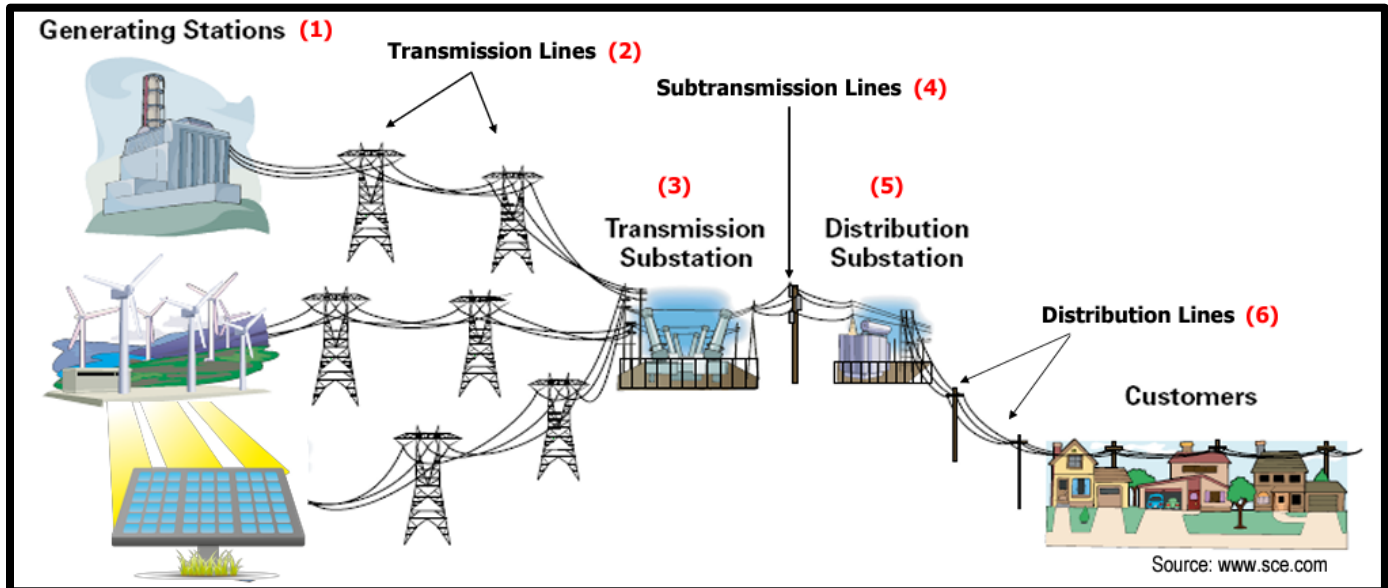 Generating Stations (1)
Transmission Lines (2)
Subtransmission Lines (4)
(3)
Transmission
Substation
(5)
Distribution
Substation
Distribution Lines (6)
Customers
Source: www.sce.com